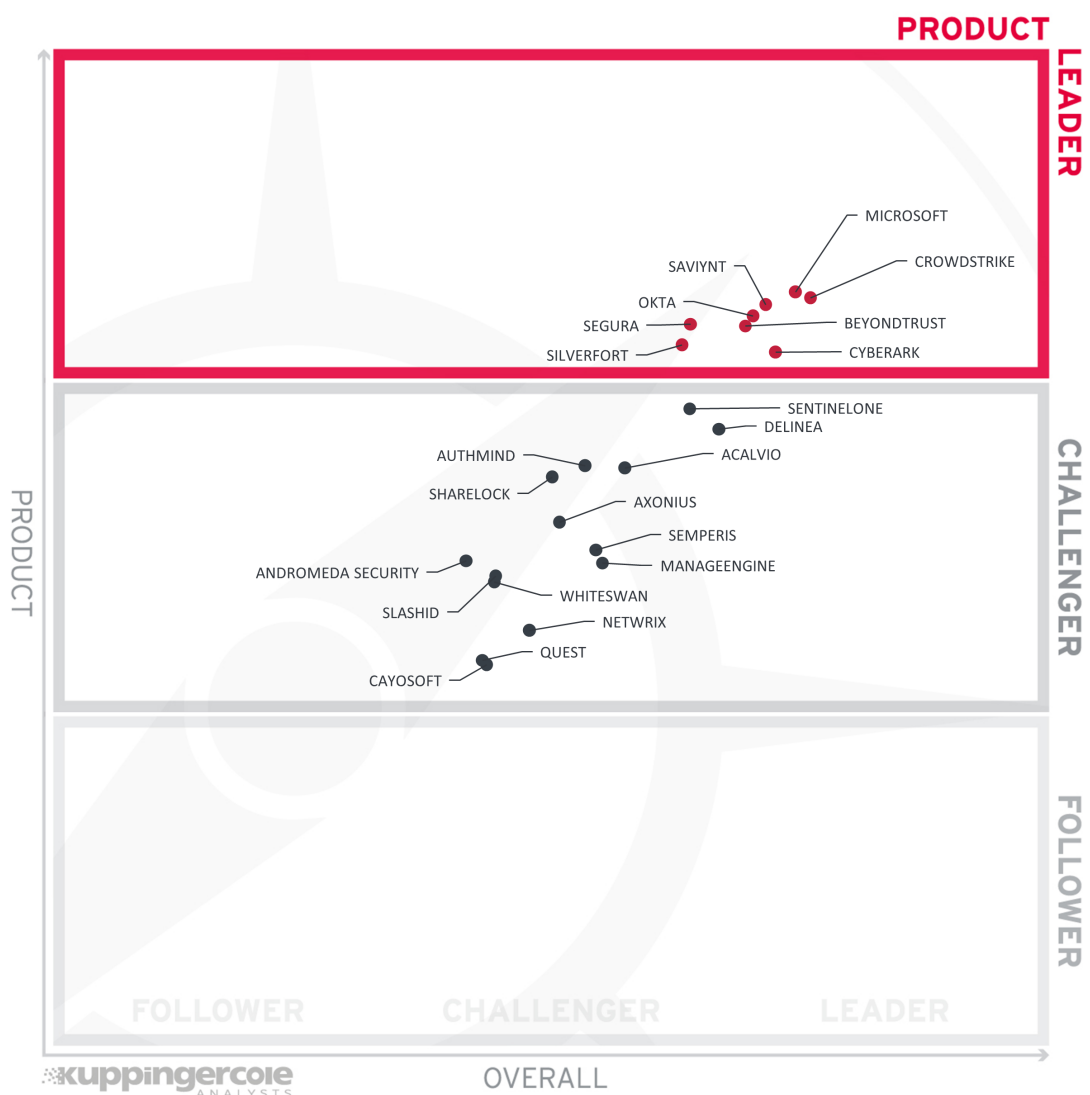 PRODUCT
LEADER
MICROSOFT
CROWDSTRIKE
SAVIYNT
OKTA
SEGURA
BEYONDTRUST
SILVERFORT
CYBERARK
SENTINELONE
DELINEA
AUTHMIND
ACALVIO
SHARELOCK
AXONIUS
SEMPERIS
MANAGEENGINE
ANDROMEDA SECURITY
WHITESWAN
SLASHID
NETWRIX
QUEST
CAYOSOFT
PRODUCT
CHALLENGER
FOLLOWER
FOLLOWER CHALLENGER LEADER
kuppingercole
ANALYSTS
OVERALL